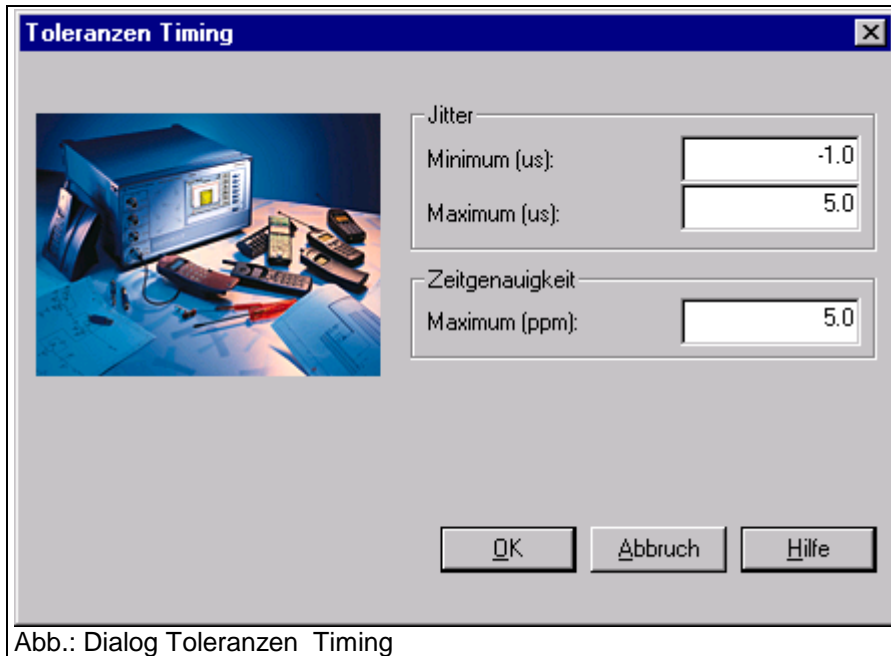 Toleranzen Timing
Jitter
Minimum (us):
-1.0
Maximum (us):
5.0
Zeitgenauigkeit
Maximum (ppm):
5.0
OK
Abbruch
Hilfe
Abb.: Dialog Toleranzen  Timing